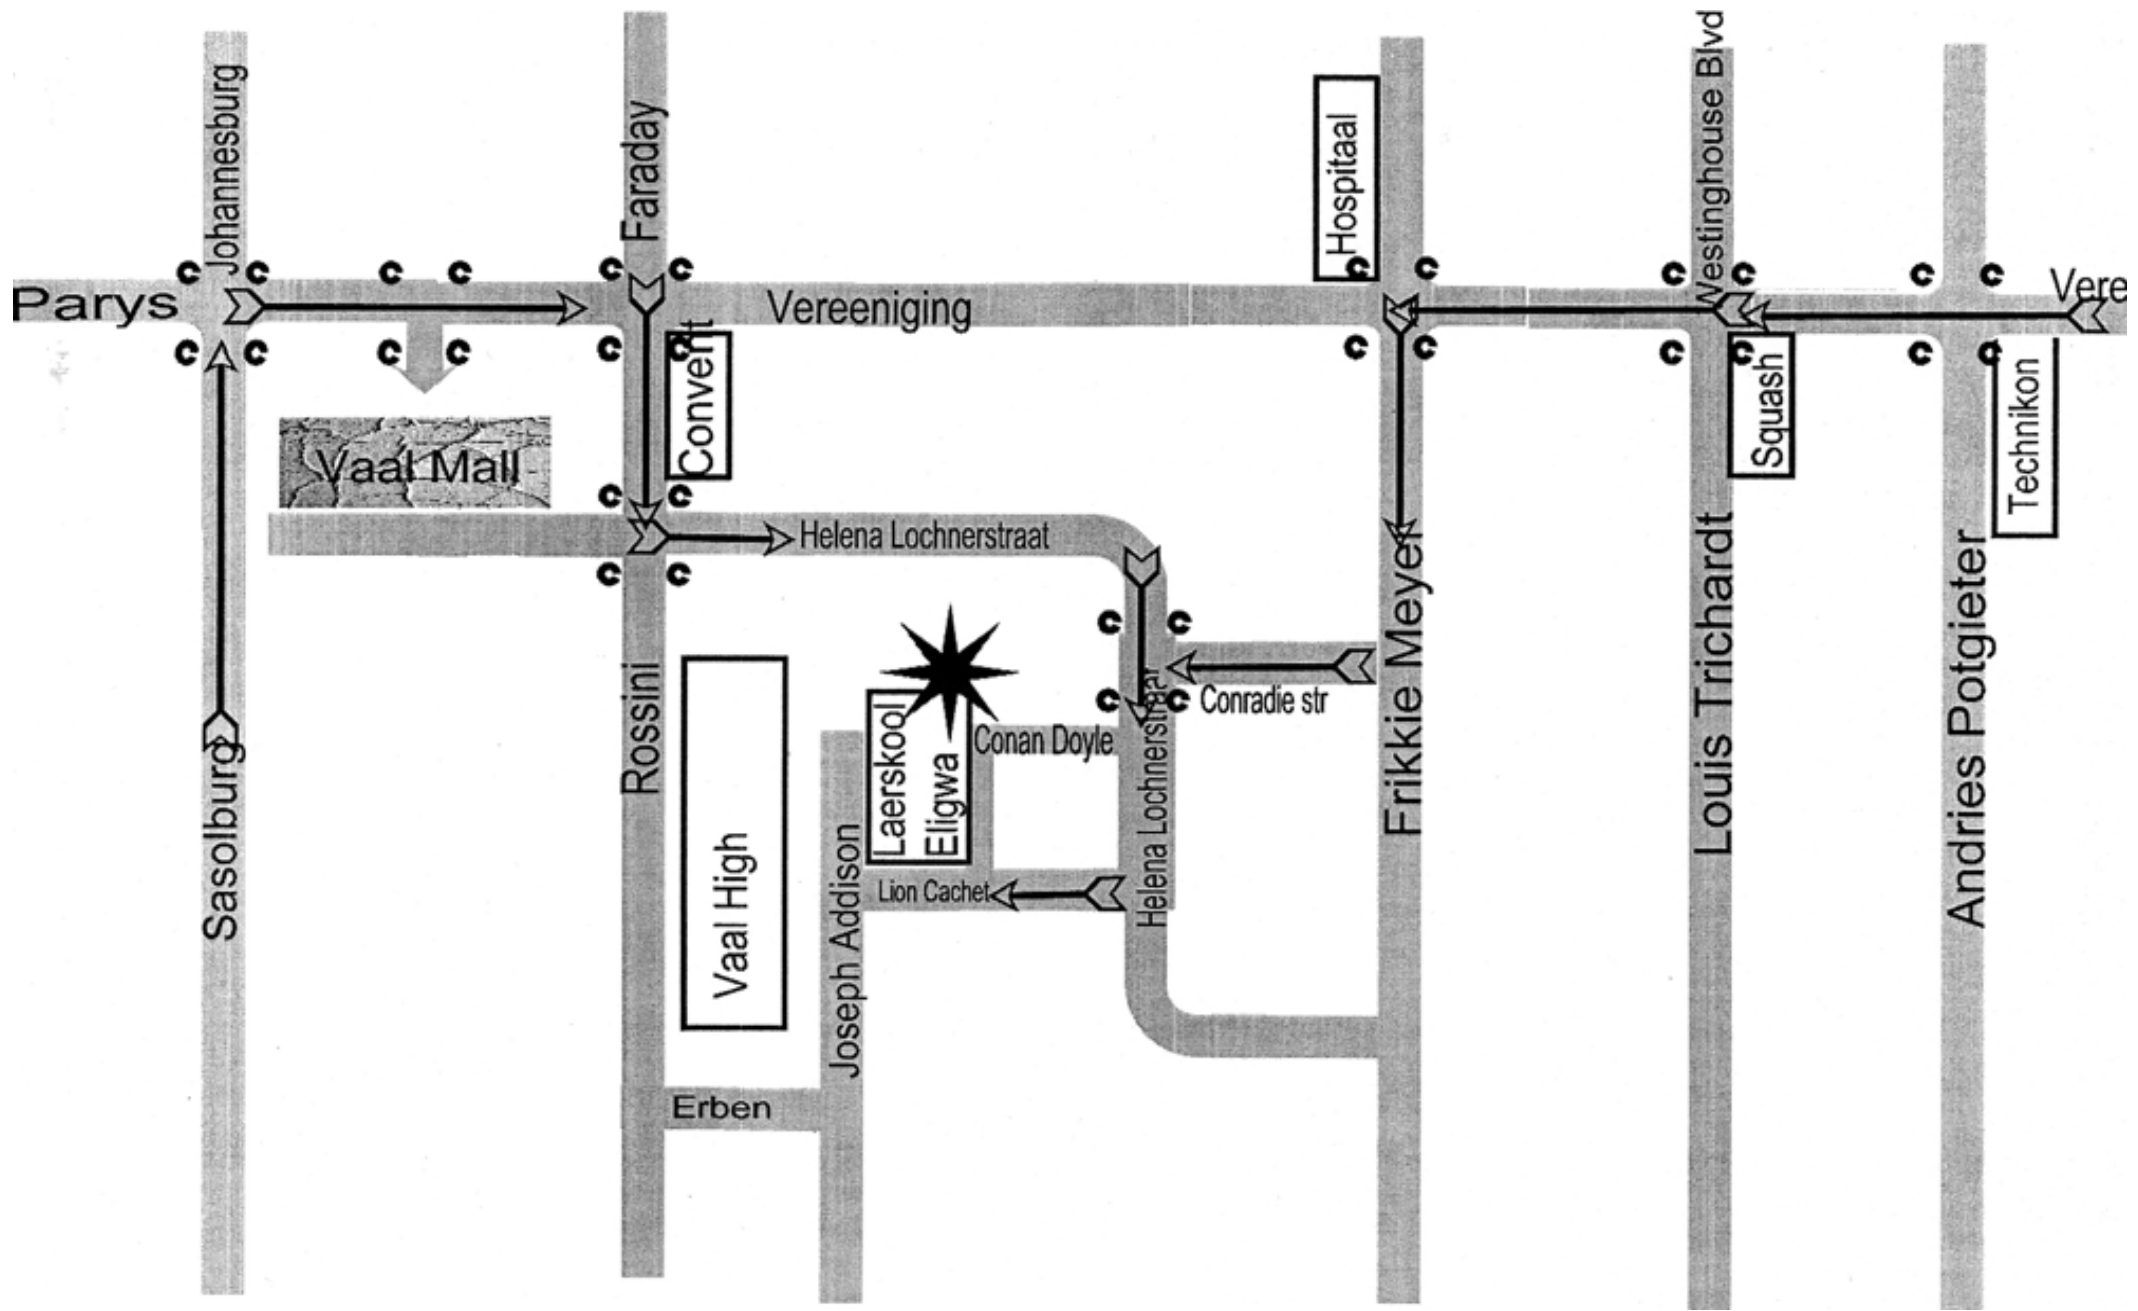 Johannesburg
Faraday
Hospitaal
Westinghouse Blvd
Parys
Vereeniging
Vere
Convent
Squash
Technikon
Vaal Mall
Helena Lochnerstraat
Conradie str
Rossini
Laerskool
Eligwa
Conan Doyle
Helena Lochnerstraat
Frikkie Meyer
Louis Trichardt
Andries Potgieter
Sasolburg
Vaal High
Joseph Addison
Lion Cachet
Erben